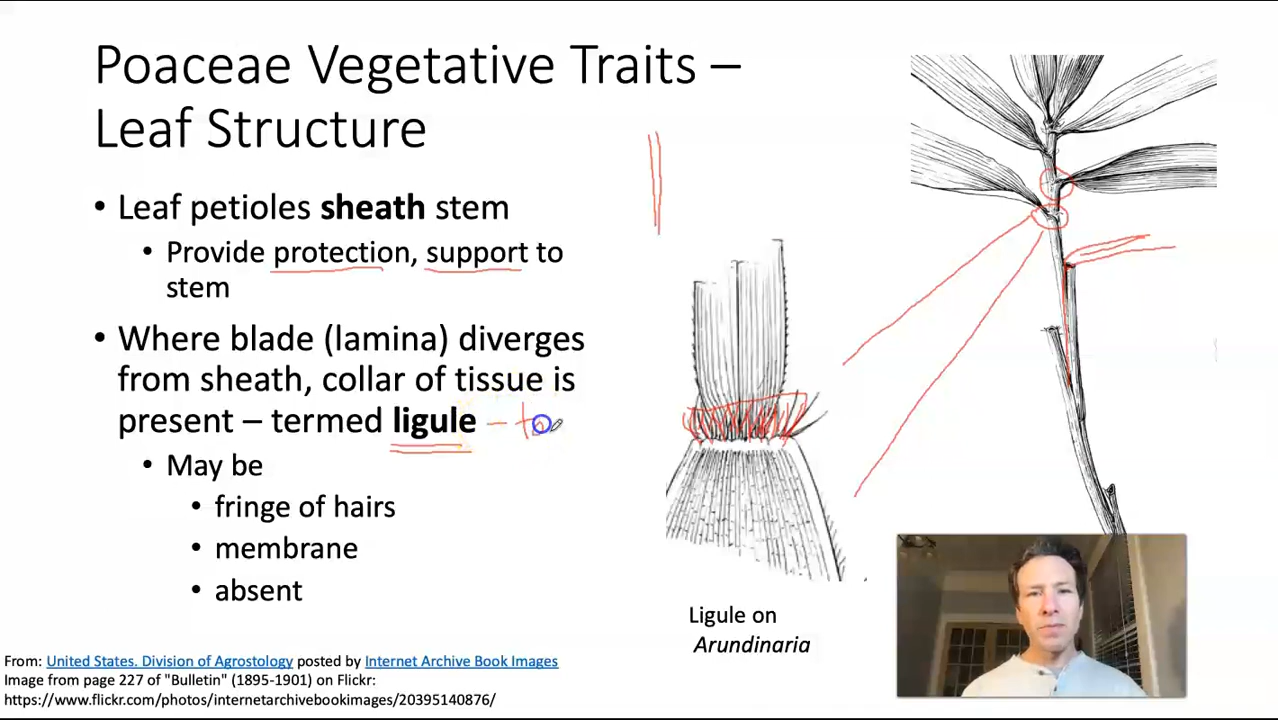 Poaceae Vegetative Traits –
Leaf Structure
• Leaf petioles sheath stem
• Provide protection, support to
stem
• Where blade (lamina) diverges
from sheath, collar of tissue is
present – termed ligule – to
• May be
• fringe of hairs
• membrane
• absent
Ligule on
Arundinaria
From: United States. Division of Agrostology posted by Internet Archive Book Images
Image from page 227 of "Bulletin" (1895-1901) on Flickr:
https://www.flickr.com/photos/internetarchivebookimages/20395140876/